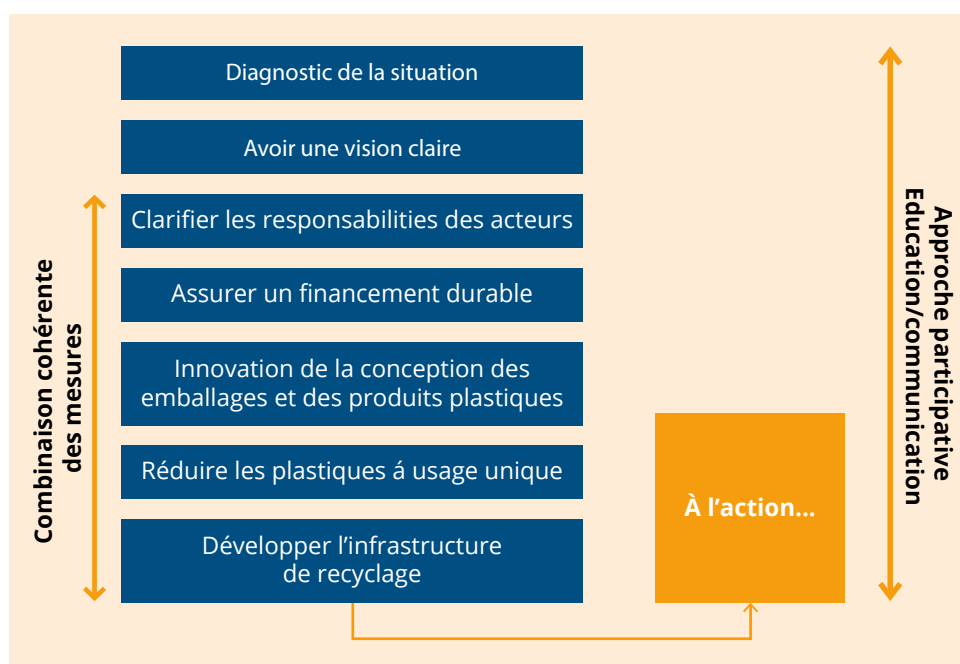 Diagnostic de la situation
Avoir une vision claire
Clarifier les responsabilities des acteurs
Assurer un financement durable
Innovation de la conception des
emballages et des produits plastiques
Réduire les plastiques á usage unique
Développer l’infrastructure
de recyclage
Combinaison cohérente
des mesures
À l’action...
Approche participative
Education/communication